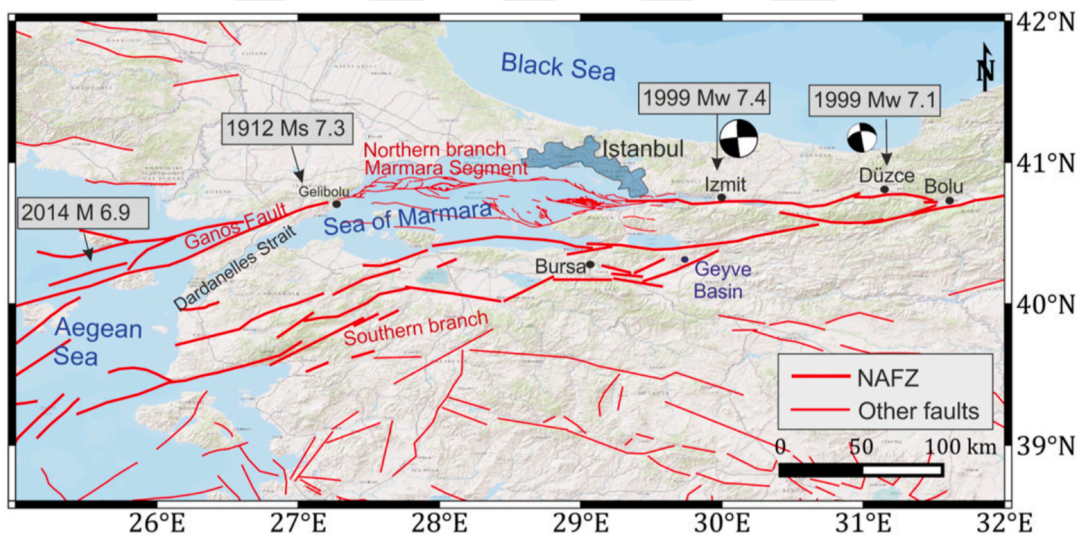 42°N
Black Sea
N
1999 Mw 7.4
1999 Mw 7.1
1912 Ms 7.3
Northern branch
Marmara Segment
Istanbul
41°N
Gelibolu
Izmit
Düzce
Bolu
2014 M 6.9
Ganos Fault
Sea of Marmara
Dardanelles Strait
Bursa
Geyve
Basin
40°N
Aegean
Sea
Southern branch
NAFZ
Other faults
0 50 100 km
39°N
26°E 27°E 28°E 29°E 30°E 31°E 32°E